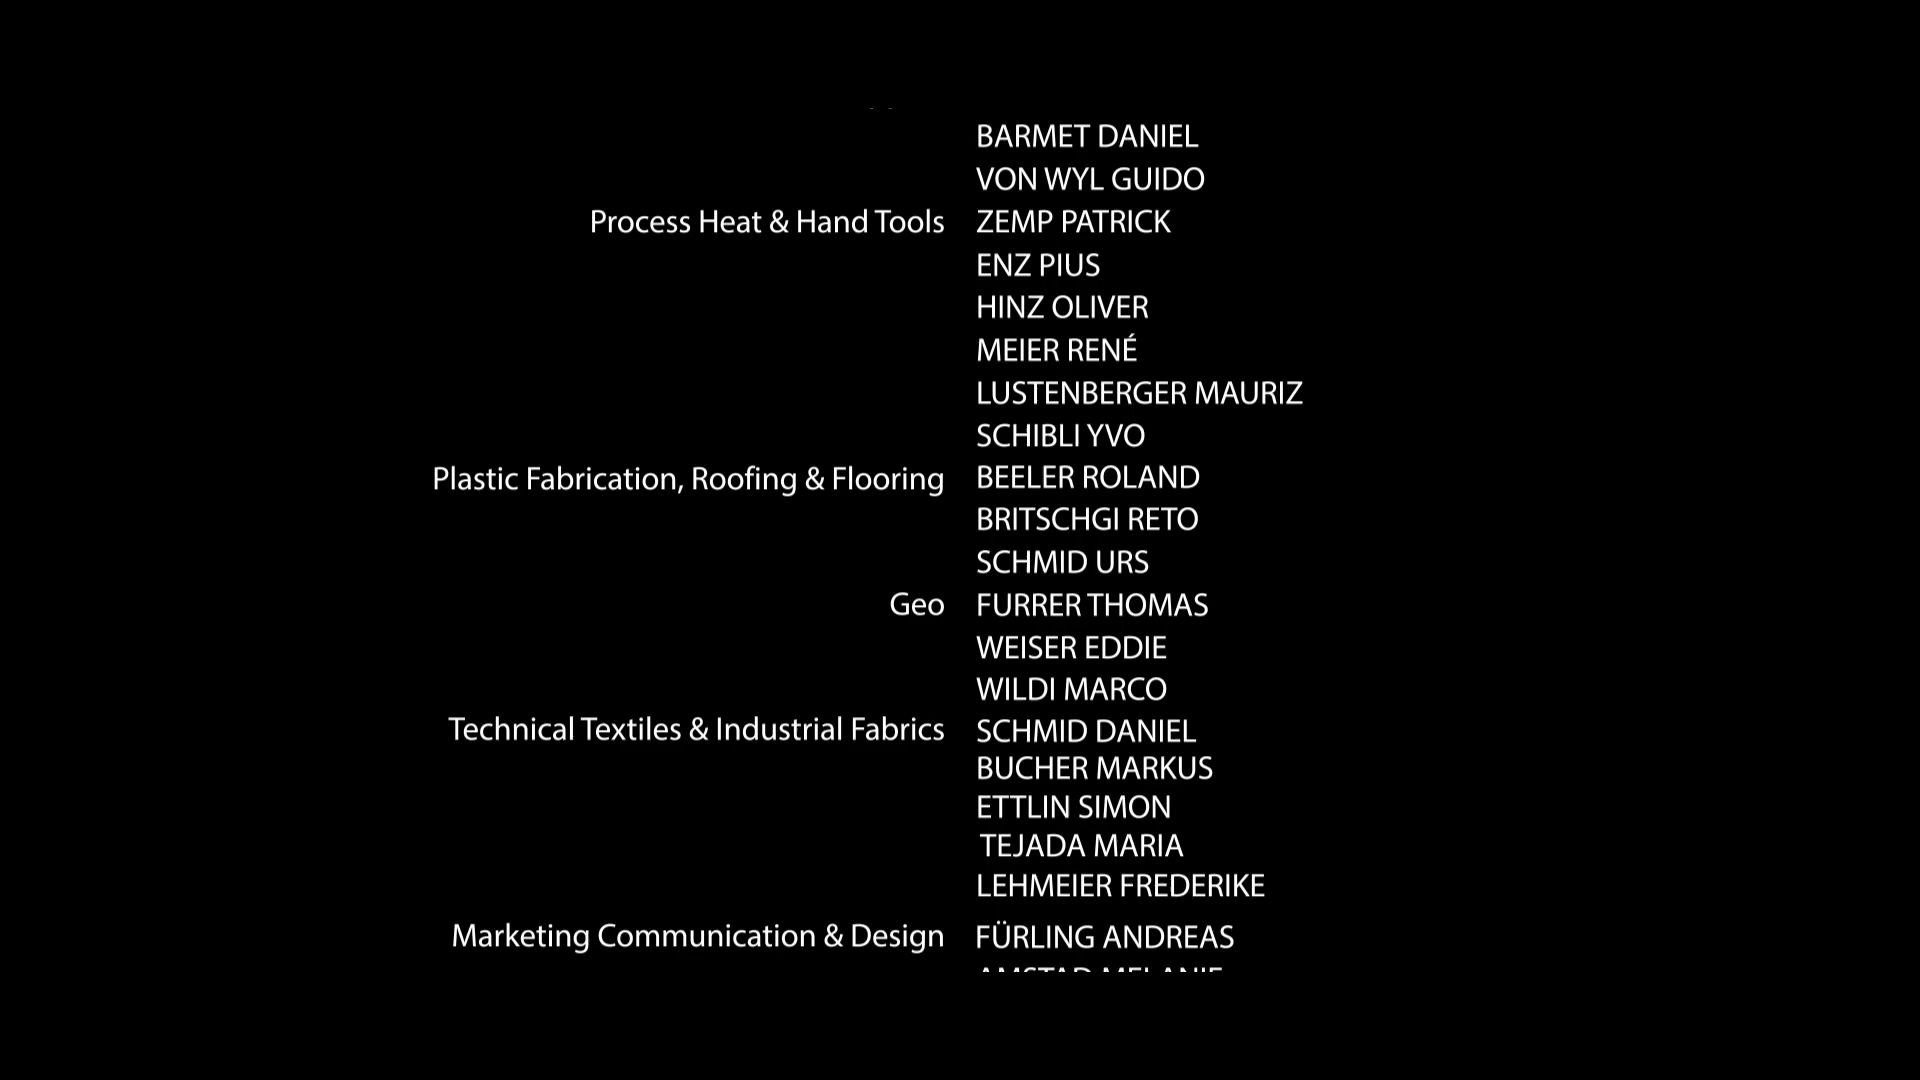 BARMET DANIEL
VON WYL GUIDO
Process Heat & Hand Tools ZEMP PATRICK
ENZ PIUS
HINZ OLIVER
MEIER RENÉ
LUSTENBERGER MAURIZ
SCHIBLI YVO
Plastic Fabrication, Roofing & Flooring BEELER ROLAND
BRITSCHGI RETO
SCHMID URS
Geo FURRER THOMAS
WEISER EDDIE
WILDI MARCO
Technical Textiles & Industrial Fabrics SCHMID DANIEL
BUCHER MARKUS
ETTLIN SIMON
TEJADA MARIA
LEHMEIER FREDERIKE
Marketing Communication & Design FÜRLING ANDREAS